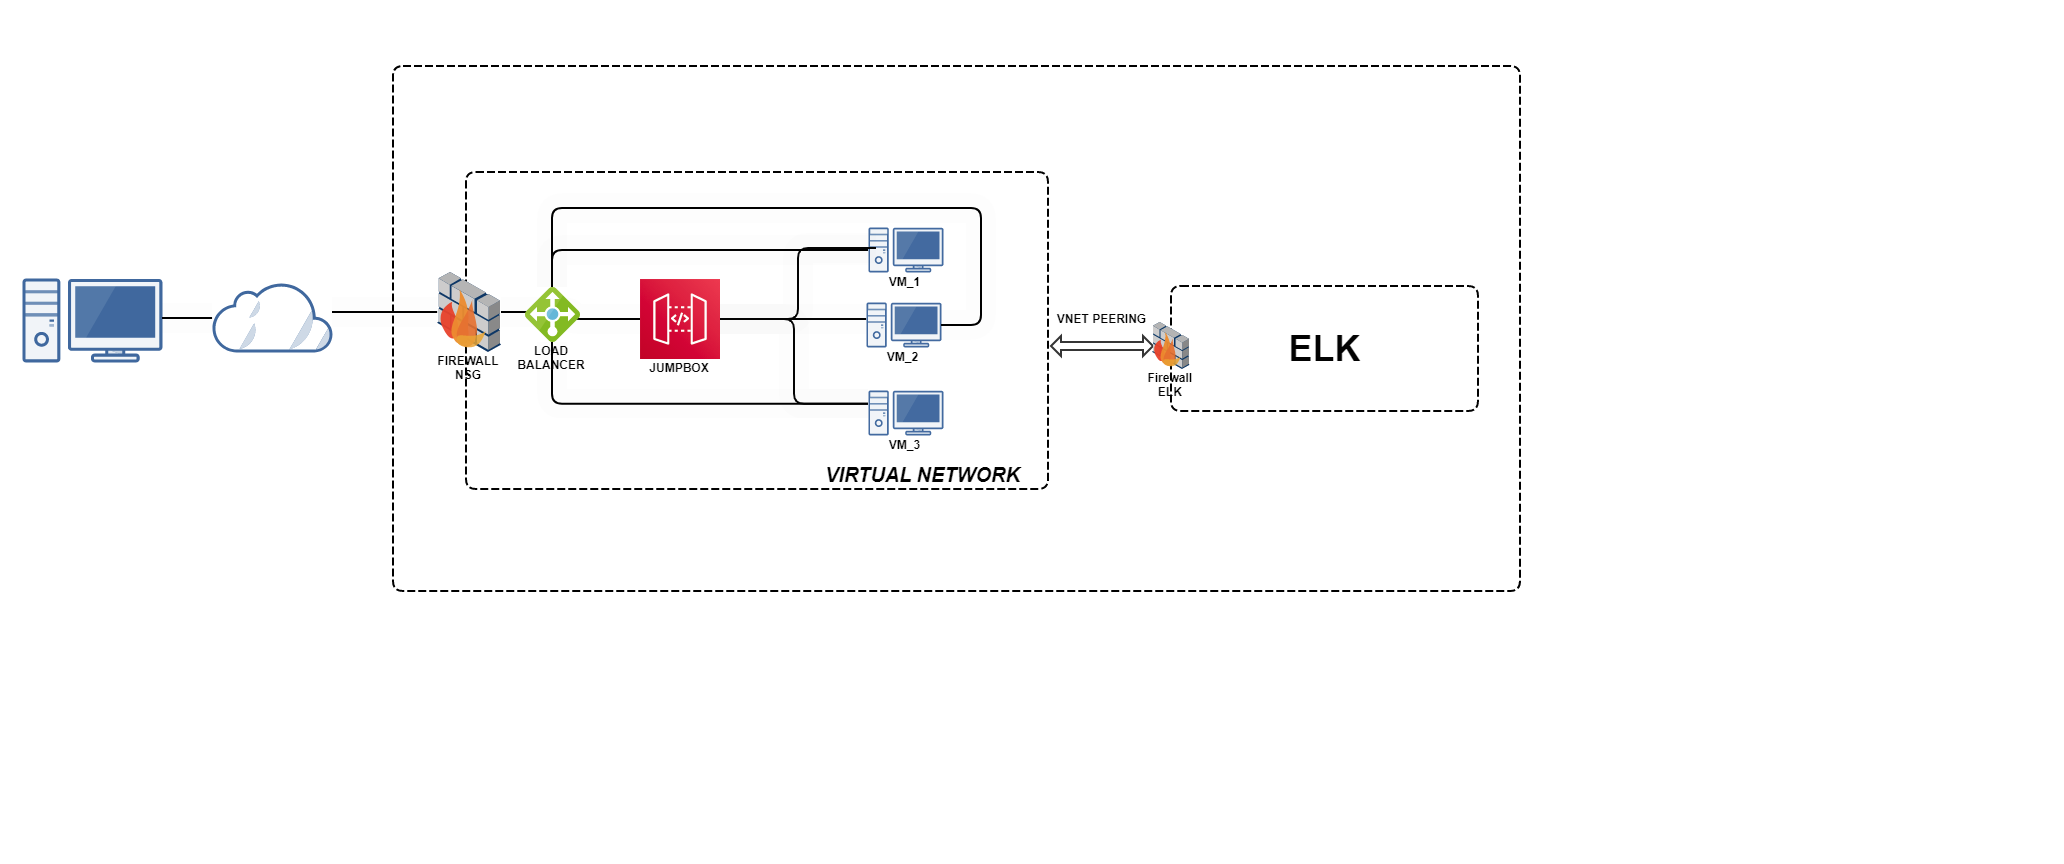 FIREWALL
NSG
LOAD
BALANCER
</>
JUMPBOX
VM_1
VM_2
VM_3
VIRTUAL NETWORK
VNET PEERING
Firewall
ELK
ELK